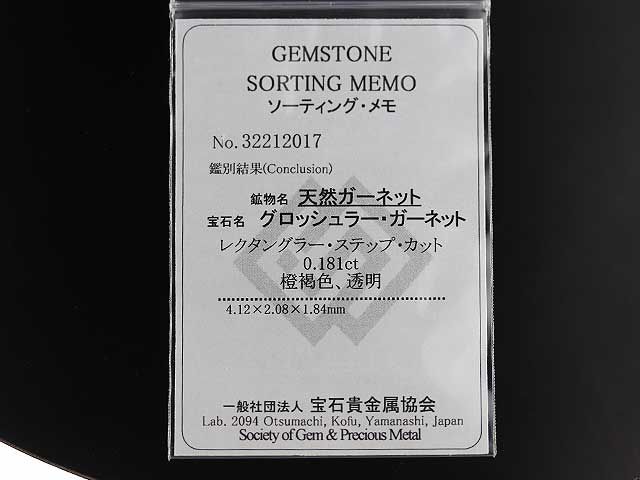 GEMSTONE
SORTING MEMO
ソーティング・メモ
No. 32212017
鑑別結果(Conclusion)
鉱物名 天然ガーネット
宝石名 グロッシュラー・ガーネット
レクタングラー・ステップ・カット
0.181ct
橙褐色、透明
4.12×2.08×1.84mm
一般社団法人 宝石貴金属協会
Lab. 2094 Otsumachi, Kofu, Yamanashi, Japan
Society of Gem & Precious Metal